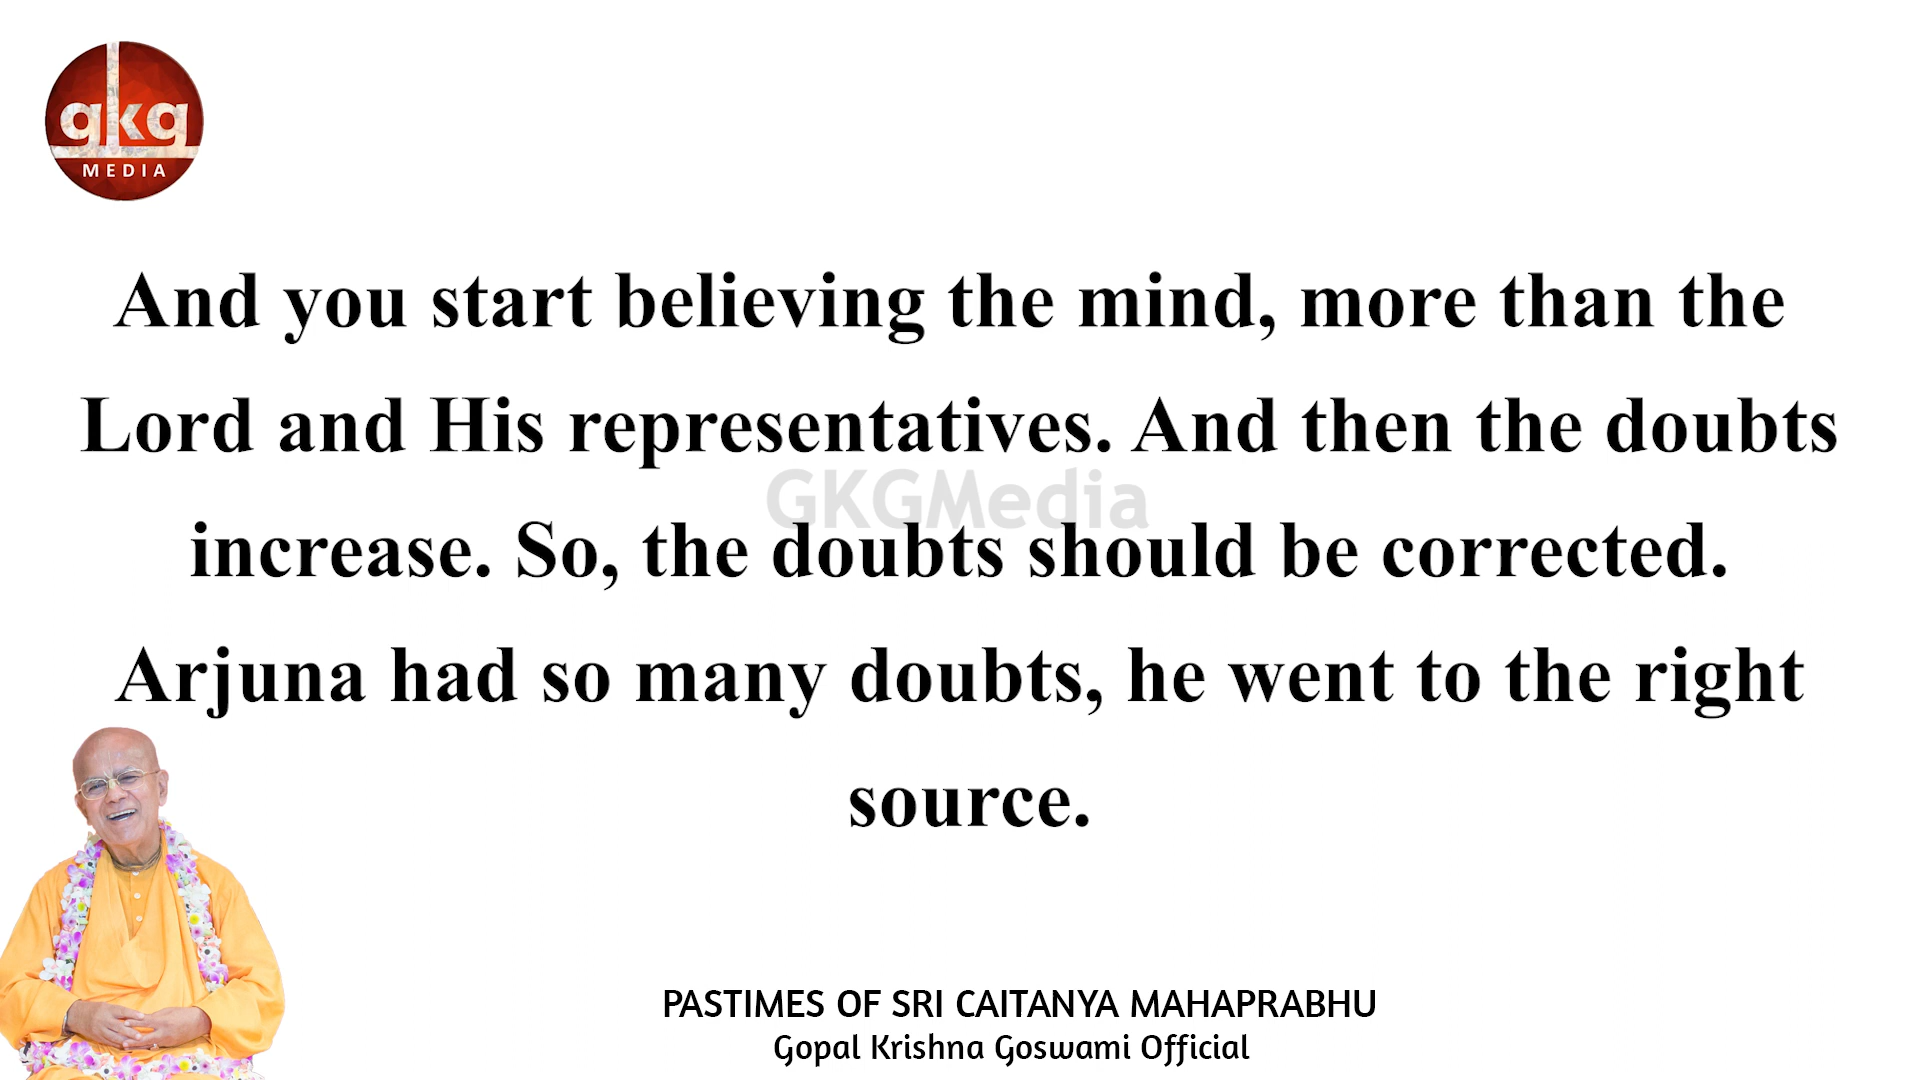 gkg
MEDIA
And you start believing the mind, more than the
Lord and His representatives. And then the doubts
GKGMedia
increase. So, the doubts should be corrected.
Arjuna had so many doubts, he went to the right
source.
PASTIMES OF SRI CAITANYA MAHAPRABHU
Gopal Krishna Goswami Official